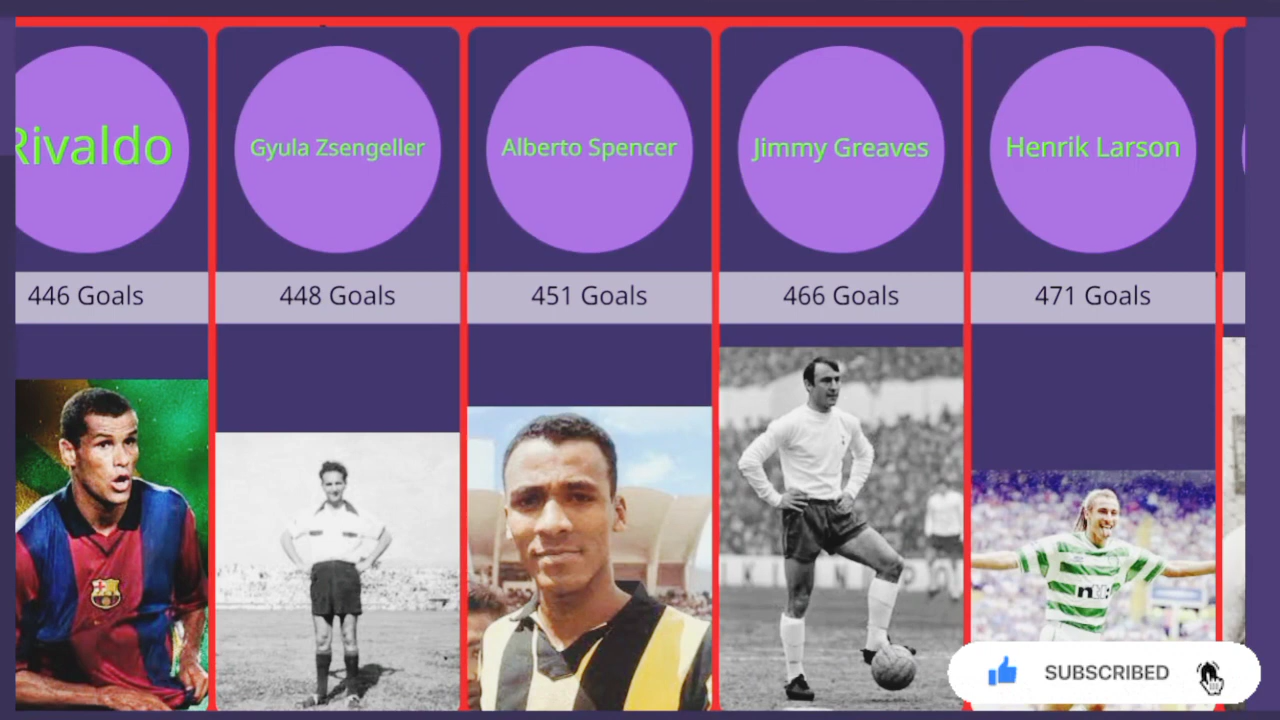 Rivaldo
Gyula Zsengeller
Alberto Spencer
Jimmy Greaves
Henrik Larson
446 Goals
448 Goals
451 Goals
466 Goals
471 Goals
ntl:
SUBSCRIBED